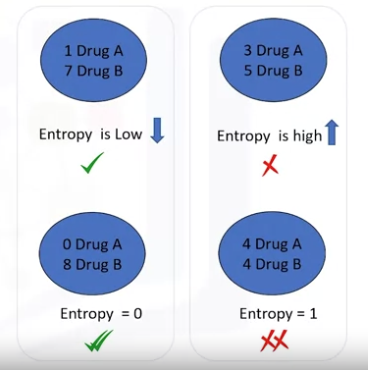 1 Drug A
7 Drug B
Entropy is Low
0 Drug A
8 Drug B
Entropy = 0
3 Drug A
5 Drug B
Entropy is high
4 Drug A
4 Drug B
Entropy = 1